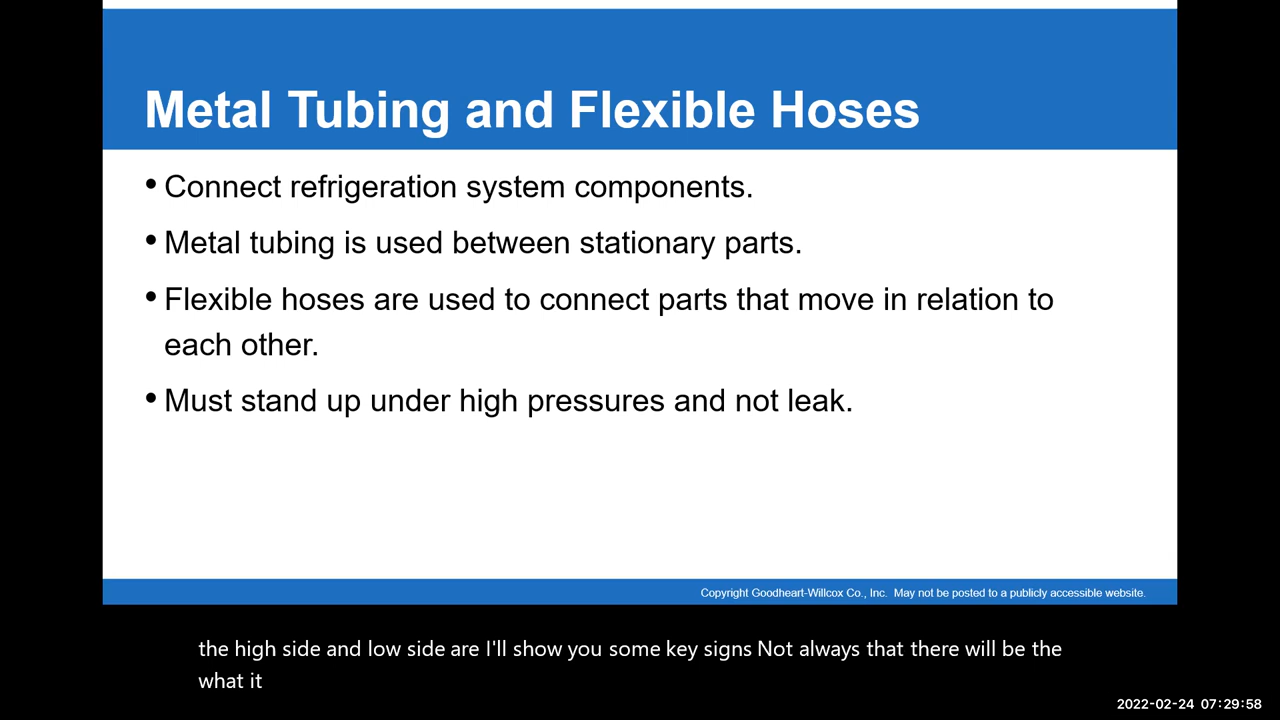 Metal Tubing and Flexible Hoses
• Connect refrigeration system components.
• Metal tubing is used between stationary parts.
• Flexible hoses are used to connect parts that move in relation to
each other.
• Must stand up under high pressures and not leak.
Copyright Goodheart-Willcox Co., Inc.  May not be posted to a publicly accessible website.
the high side and low side are I'll show you some key signs Not always that there will be the
what it
2022-02-24 07:29:58